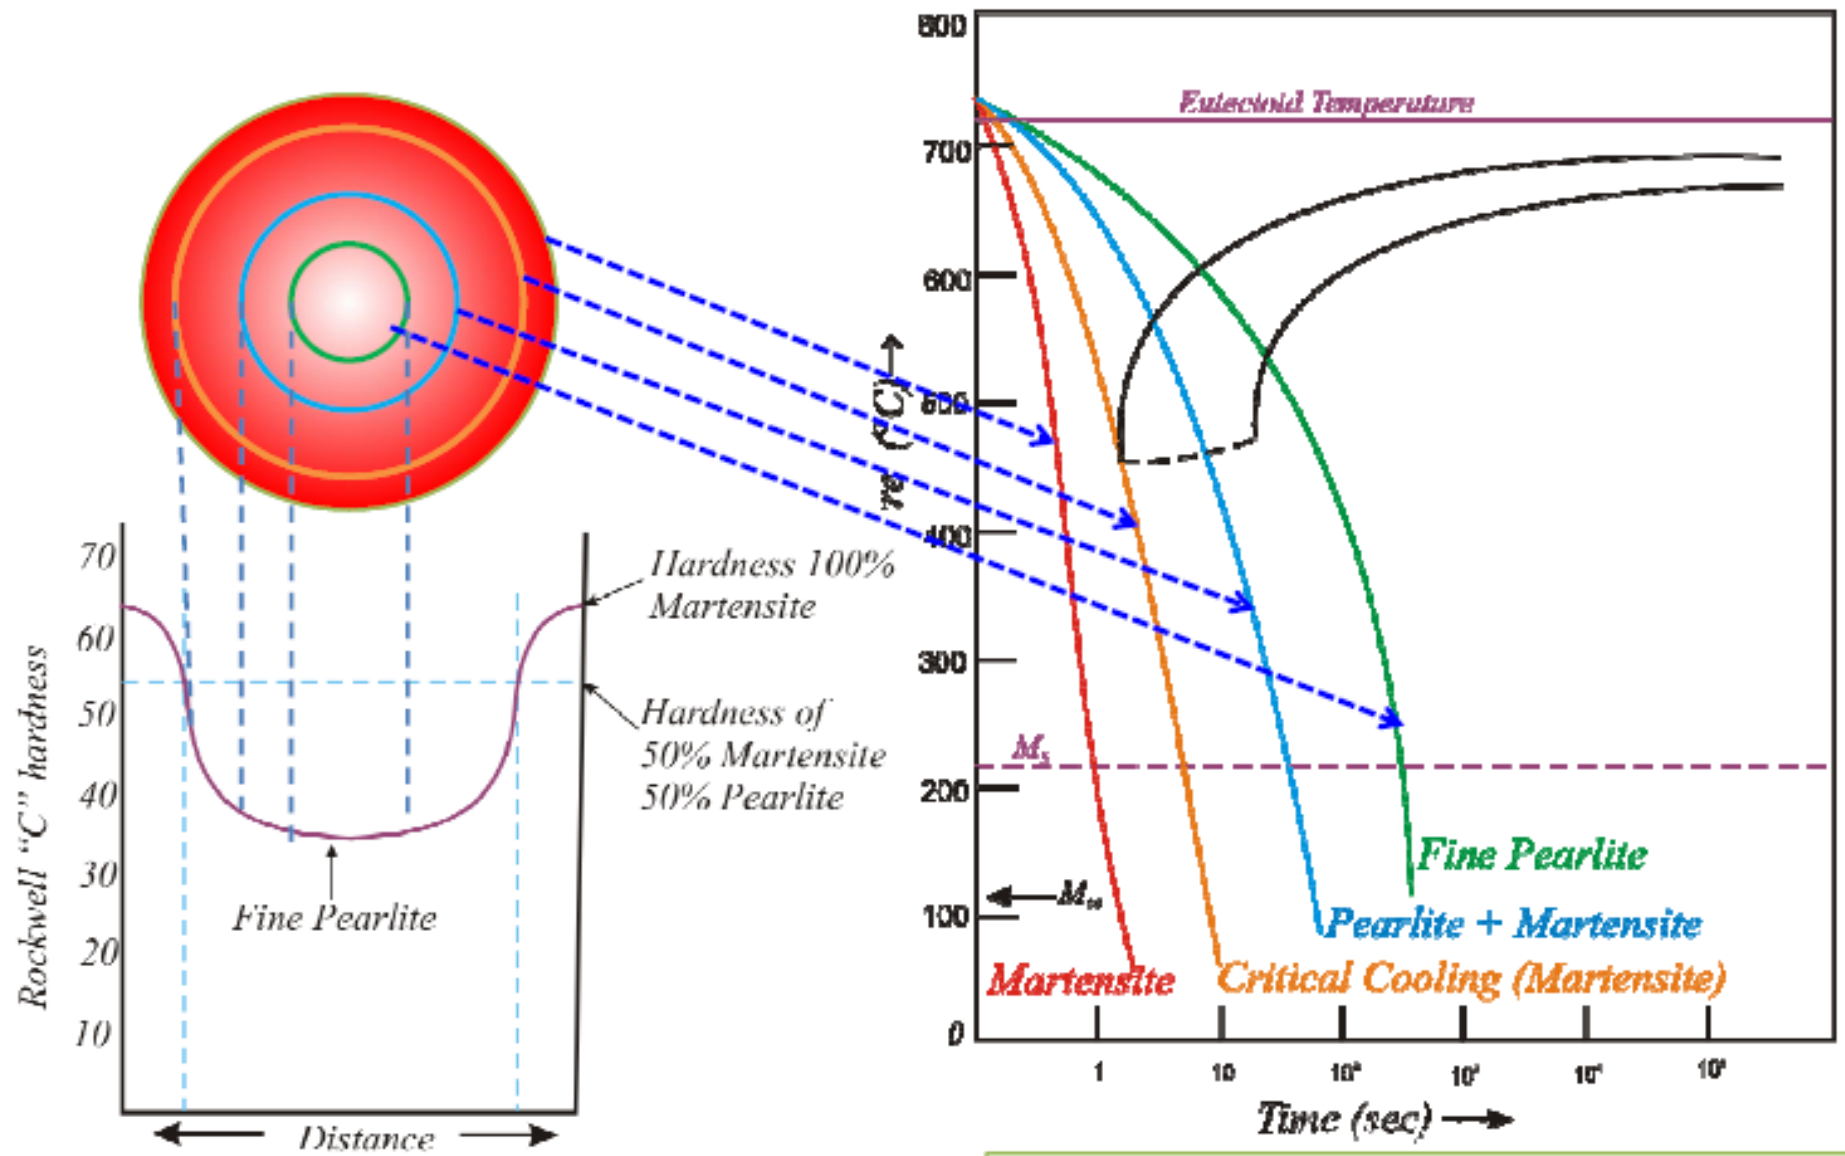 70
60
50
40
30
20
10
Rockwell "C" hardness
Hardness 100%
Martensite
Hardness of
50% Martensite
50% Pearlite
Fine Pearlite
Distance
800
700
600
500
400
300
200
100
0
re (°C)
Eutectoid Temperature
Ms
Fine Pearlite
Pearlite + Martensite
Martensite
Critical Cooling (Martensite)
1
10
10²
Time (sec)